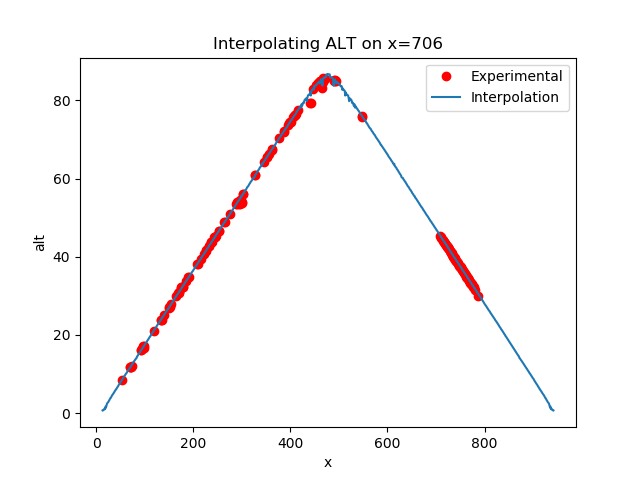 Interpolating ALT on x=706
Experimental
Interpolation
80
60
40
20
0
alt
0 200 400 600 800
x